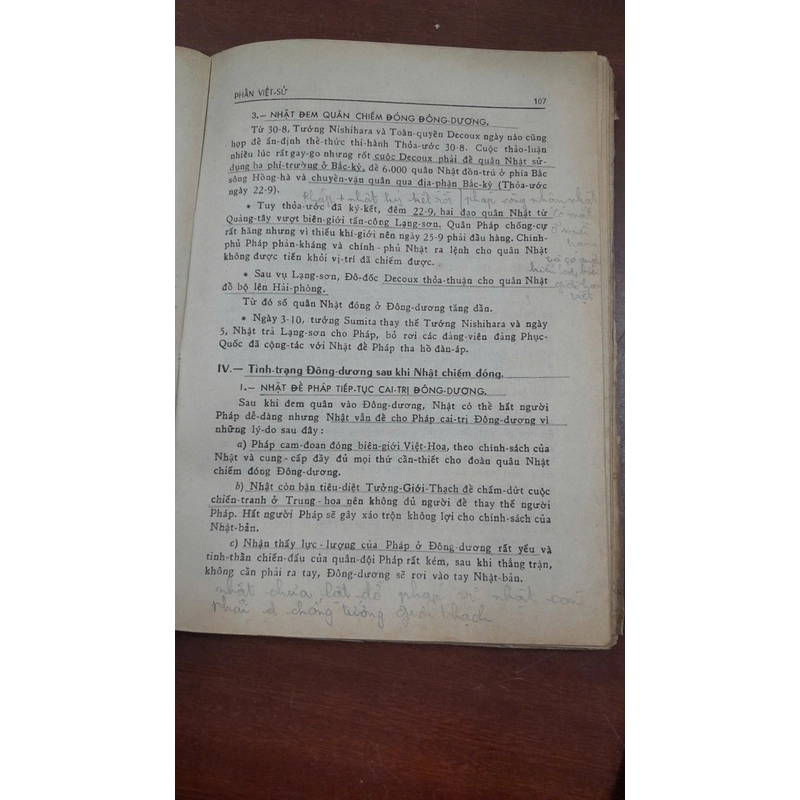 PHẦN VIỆT-SỬ
107
3.— NHẬT ĐEM QUÂN CHIẾM ĐÓNG ĐÔNG-DƯƠNG.
Từ 30-8, Tướng Nishihara và Toàn-quyền Decoux ngày nào cũng
họp để ấn-định thể-thức thi-hành Thỏa-ước 30-8. Cuộc thảo-luận
nhiều lúc rất gay-go nhưng rốt cuộc Decoux phải để quân Nhật sử-
dụng ba phi-trường ở Bắc-kỳ, để 6.000 quân Nhật đồn-trú ở phía Bắc
sông Hồng-hà và chuyển-vận quân qua địa-phận Bắc-kỳ (Thỏa-ước
ngày 22-9).
Pháp + nhật ký kết rồi / pháp công nhận nhật
* Tuy thỏa-ước đã ký-kết, đêm 22-9, hai đạo quân Nhật từ
Quảng-tây vượt biên-giới tấn-công Lạng-sơn. Quân Pháp chống-cự
rất hăng nhưng vì thiếu khí-giới nên ngày 25-9 phải đầu hàng. Chính-
phủ Pháp phản-kháng và chính-phủ Nhật ra lệnh cho quân Nhật
không được tiến khỏi vị-trí đã chiếm được.
* Sau vụ Lạng-sơn, Đô-đốc Decoux thỏa-thuận cho quân Nhật
đổ bộ lên Hải-phòng.
Từ đó số quân Nhật đóng ở Đông-dương tăng dần.
* Ngày 3-10, tướng Sumita thay thế Tướng Nishihara và ngày
5, Nhật trả Lạng-sơn cho Pháp, bỏ rơi các đảng-viên đảng Phục-
Quốc đã cộng-tác với Nhật để Pháp tha hồ đàn-áp.
IV.— Tình-trạng Đông-dương sau khi Nhật chiếm đóng.
1.— NHẬT ĐỂ PHÁP TIẾP-TỤC CAI-TRỊ ĐÔNG-DƯƠNG.
Sau khi đem quân vào Đông-dương, Nhật có thể hất người
Pháp dễ-dàng nhưng Nhật vẫn để cho Pháp cai-trị Đông-dương vì
những lý-do sau đây :
a) Pháp cam-đoan đóng biên-giới Việt-Hoa, theo chính-sách của
Nhật và cung-cấp đầy đủ mọi thứ cần-thiết cho đoàn quân Nhật
chiếm đóng Đông-dương.
b) Nhật còn bận tiêu-diệt Tưởng-Giới-Thạch để chấm-dứt cuộc
chiến-tranh ở Trung-hoa nên không đủ người để thay thế người
Pháp. Hất người Pháp sẽ gây xáo trộn không lợi cho chính-sách của
Nhật-bản.
c) Nhận thấy lực-lượng của Pháp ở Đông-dương rất yếu và
tinh-thần chiến-đấu của quân-đội Pháp rất kém, sau khi thắng trận,
không cần phải ra tay, Đông-dương sẽ rơi vào tay Nhật-bản.
nhật chưa lật đổ pháp vì nhật còn
phải đ chống tưởng giới thạch